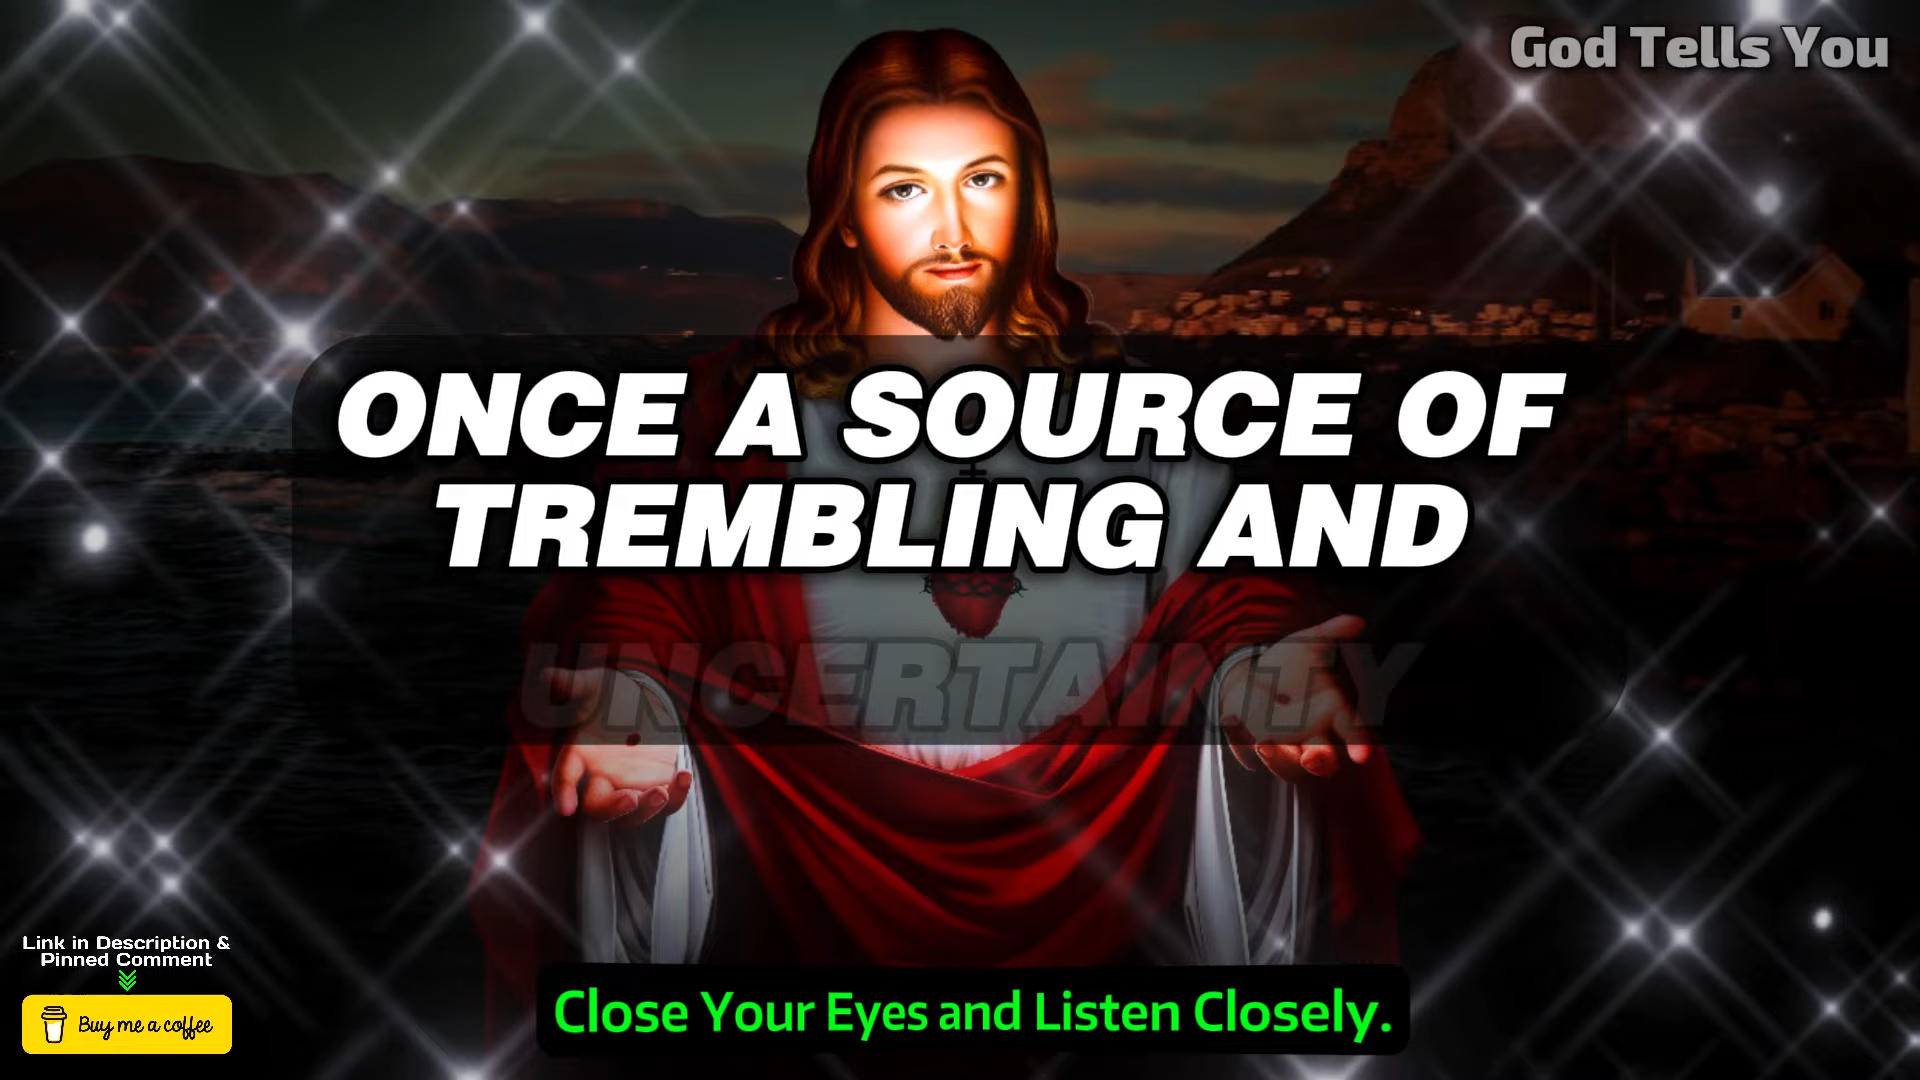 God Tells You
ONCE A SOURCE OF
TREMBLING AND
UNCERTAINTY
Link in Description &
Pinned Comment
Buy me a coffee
Close Your Eyes and Listen Closely.